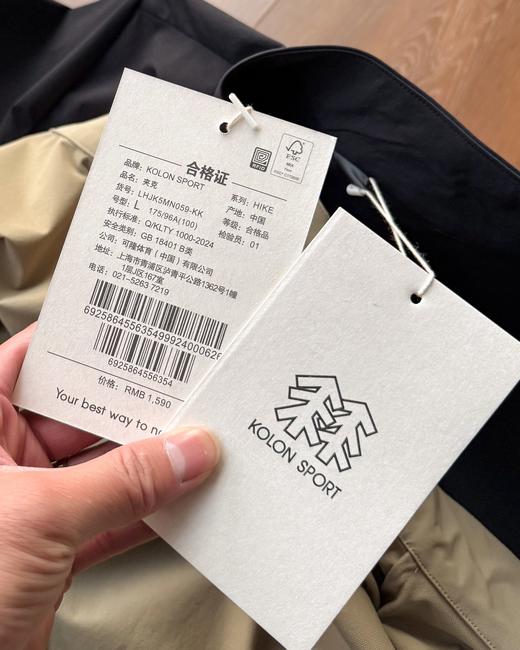 合格证
FSC
MIX
品牌：KOLON SPORT
系列：HIKE
品名：夹克
产地：中国
货号：LHJK5MN059-KK
等级：合格品
号型：L 175/96A(100)
检验员：01
执行标准：Q/KLTY 1000-2024
安全类别：GB 18401 B类
公司：可隆体育（中国）有限公司
地址：上海市青浦区沪青平公路1362号1幢
1层J区167室
电话：021-5263 7219
6925864556354999240006
6925864556354
价格：RMB 1,590
Your best way to
KOLON SPORT